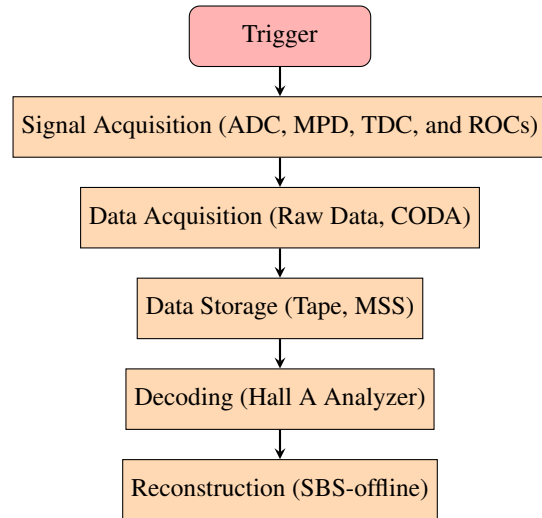 Trigger
Signal Acquisition (ADC, MPD, TDC, and ROCs)
Data Acquisition (Raw Data, CODA)
Data Storage (Tape, MSS)
Decoding (Hall A Analyzer)
Reconstruction (SBS-offline)